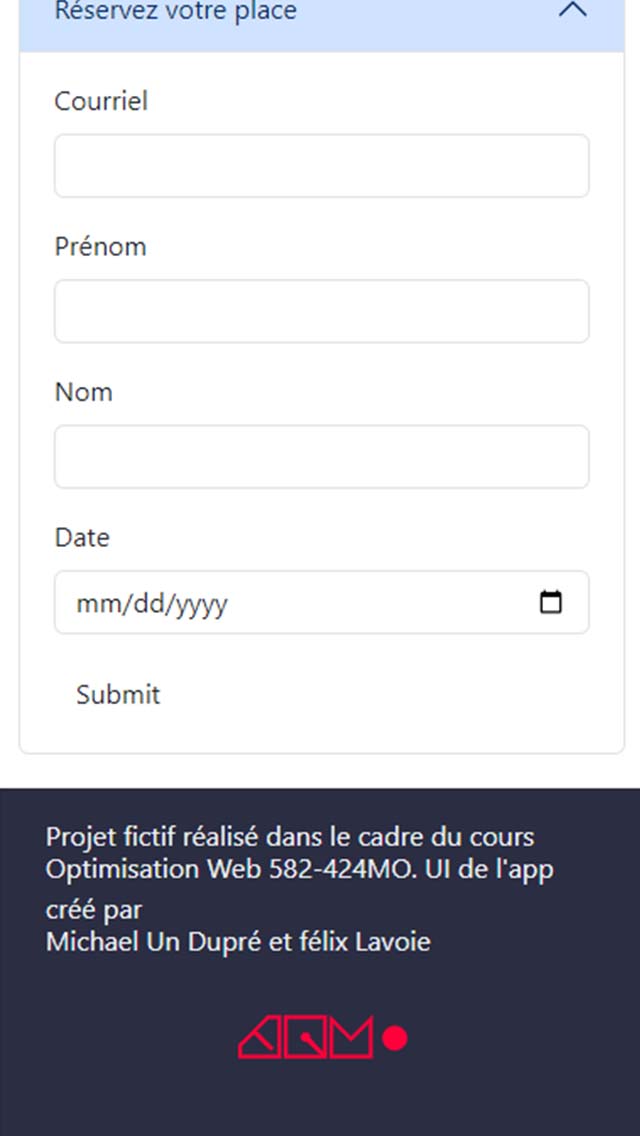 Réservez votre place
Courriel
Prénom
Nom
Date
mm/dd/yyyy
Submit
Projet fictif réalisé dans le cadre du cours
Optimisation Web 582-424MO. UI de l'app
créé par
Michael Un Dupré et félix Lavoie
AQM